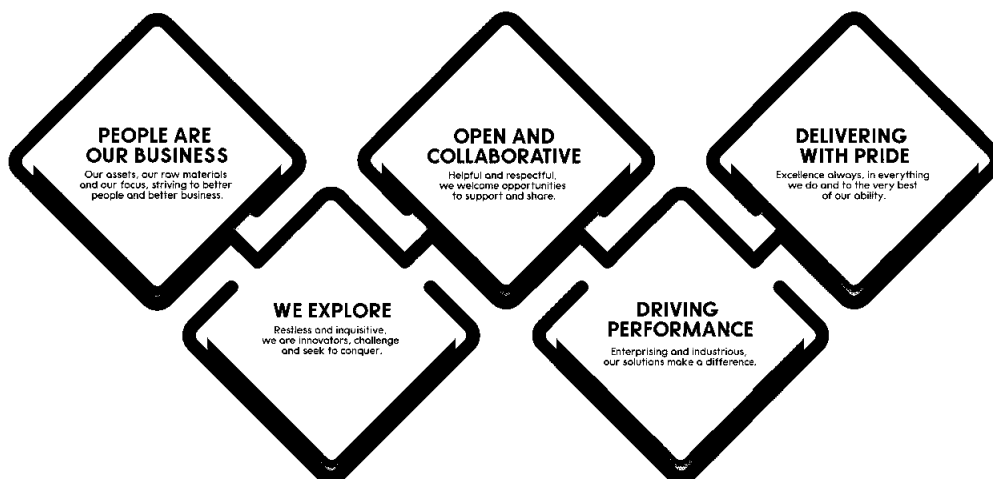 PEOPLE ARE
OUR BUSINESS
Our assets, our raw materials
and our focus, striving to better
people and better business.
OPEN AND
COLLABORATIVE
Helpful and respectful,
we welcome opportunities
to support and share.
DELIVERING
WITH PRIDE
Excellence always, in everything
we do and to the very best
of our ability.
WE EXPLORE
Restless and inquisitive,
we are innovators, challenge
and seek to conquer.
DRIVING
PERFORMANCE
Enterprising and industrious,
our solutions make a difference.